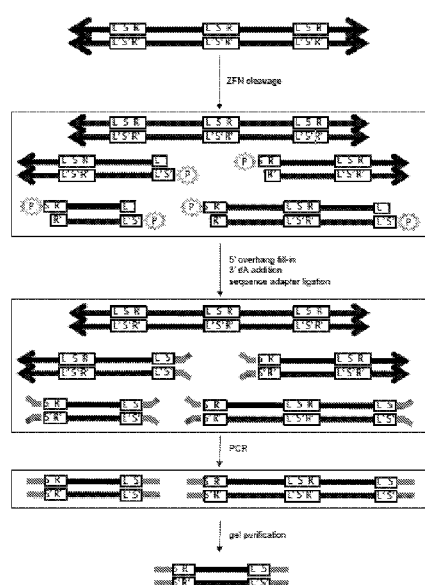 L S R L S R L S R
L'S'R' L'S'R' L'S'R'
ZFN cleavage
L S R L S R L S R
L'S'R' L'S'R' L'S'R'
L S R L P S R L S R
L'S'R' L'S' P R' L'S'R'
P S R L P S R L S R L
R' L'S' P R' L'S'R' L'S' P
5' overhang fill-in
3' dA addition
sequence adapter ligation
L S R L S R L S R
L'S'R' L'S'R' L'S'R'
L S R L S S R L S R
L'S'R' L'S' S'R' L'S'R'
S R L S S R L S R L S
S'R' L'S' S'R' L'S'R' L'S'
PCR
S R L S S R L S R L S
S'R' L'S' S'R' L'S'R' L'S'
gel purification
S R L S
S'R' L'S'